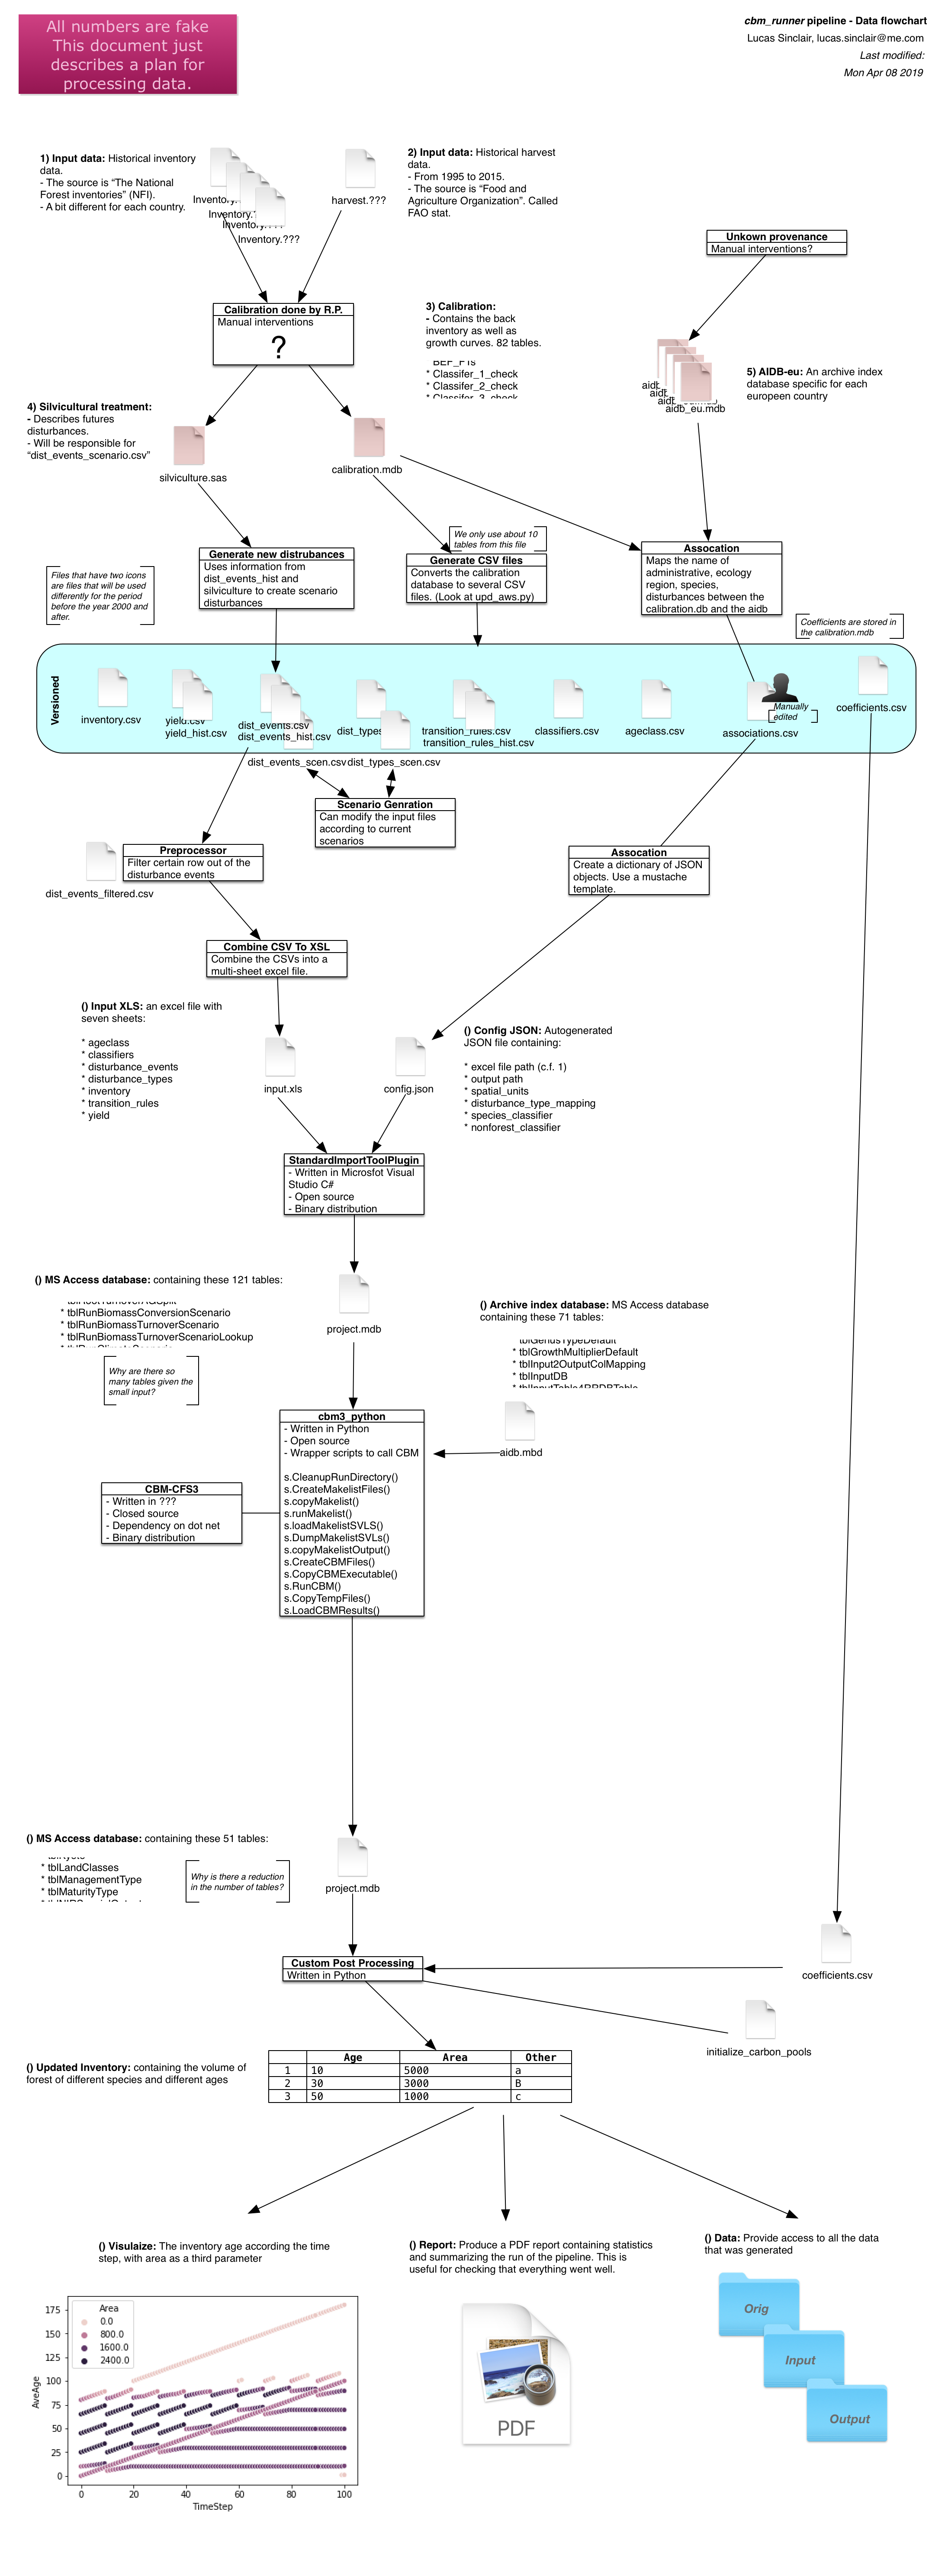 All numbers are fake
This document just
describes a plan for
processing data.
cbm_runner pipeline - Data flowchart
Lucas Sinclair, lucas.sinclair@me.com
Last modified:
Mon Apr 08 2019
1) Input data: Historical inventory
data.
- The source is “The National
Forest inventories” (NFI).
- A bit different for each country.
Inventory.
Inventory.
Inventory.???
Inventory.???
harvest.???
2) Input data: Historical harvest
data.
- From 1995 to 2015.
- The source is “Food and
Agriculture Organization”. Called
FAO stat.
Unkown provenance
Manual interventions?
Calibration done by R.P.
Manual interventions
?
3) Calibration:
- Contains the back
inventory as well as
growth curves. 82 tables.
* Classifer_1_check
* Classifer_2_check
* Classifer_3_check
aidb_eu.mdb
5) AIDB-eu: An archive index
database specific for each
european country
4) Silvicultural treatment:
- Describes futures
disturbances.
- Will be responsible for
“dist_events_scenario.csv”
silviculture.sas
calibration.mdb
We only use about 10
tables from this file
Generate new distrubances
Uses information from
dist_events_hist and
silviculture to create scenario
disturbances
Generate CSV files
Converts the calibration
database to several CSV
files. (Look at upd_aws.py)
Assocation
Maps the name of
administrative, ecology
region, species,
disturbances between the
calibration.db and the aidb
Files that have two icons
are files that will be used
differently for the period
before the year 2000 and
after.
Coefficients are stored in
the calibration.mdb
Versioned
inventory.csv
yield.csv
yield_hist.csv
dist_events.csv
dist_events_hist.csv
dist_events_scen.csv
dist_types
dist_types_scen.csv
transition_rules.csv
transition_rules_hist.csv
classifiers.csv
ageclass.csv
Manually
edited
associations.csv
coefficients.csv
Scenario Genration
Can modify the input files
according to current
scenarios
Preprocessor
Filter certain row out of the
disturbance events
dist_events_filtered.csv
Assocation
Create a dictionary of JSON
objects. Use a mustache
template.
Combine CSV To XSL
Combine the CSVs into a
multi-sheet excel file.
() Input XLS: an excel file with
seven sheets:
* ageclass
* classifiers
* disturbance_events
* disturbance_types
* inventory
* transition_rules
* yield
input.xls
config.json
() Config JSON: Autogenerated
JSON file containing:
* excel file path (c.f. 1)
* output path
* spatial_units
* disturbance_type_mapping
* species_classifier
* nonforest_classifier
StandardImportToolPlugin
- Written in Microsfot Visual
Studio C#
- Open source
- Binary distribution
() MS Access database: containing these 121 tables:
* tblRunBiomassConversionScenario
* tblRunBiomassTurnoverScenario
* tblRunBiomassTurnoverScenarioLookup
project.mdb
() Archive index database: MS Access database
containing these 71 tables:
* tblGrowthMultiplierDefault
* tblInput2OutputColMapping
* tblInputDB
Why are there so
many tables given the
small input?
cbm3_python
- Written in Python
- Open source
- Wrapper scripts to call CBM
s.CleanupRunDirectory()
s.CreateMakelistFiles()
s.copyMakelist()
s.runMakelist()
s.loadMakelistSVLS()
s.DumpMakelistSVLs()
s.copyMakelistOutput()
s.CreateCBMFiles()
s.CopyCBMExecutable()
s.RunCBM()
s.CopyTempFiles()
s.LoadCBMResults()
aidb.mbd
CBM-CFS3
- Written in ???
- Closed source
- Dependency on dot net
- Binary distribution
() MS Access database: containing these 51 tables:
* tblLandClasses
* tblManagementType
* tblMaturityType
Why is there a reduction
in the number of tables?
project.mdb
Custom Post Processing
Written in Python
coefficients.csv
initialize_carbon_pools
() Updated Inventory: containing the volume of
forest of different species and different ages
Age Area Other
1 10 5000 a
2 30 3000 B
3 50 1000 c
() Visulaize: The inventory age according the time
step, with area as a third parameter
() Report: Produce a PDF report containing statistics
and summarizing the run of the pipeline. This is
useful for checking that everything went well.
() Data: Provide access to all the data
that was generated
Area
0.0
800.0
1600.0
2400.0
175
150
125
100
75
50
25
0
AveAge
0 20 40 60 80 100
TimeStep
PDF
Orig
Input
Output